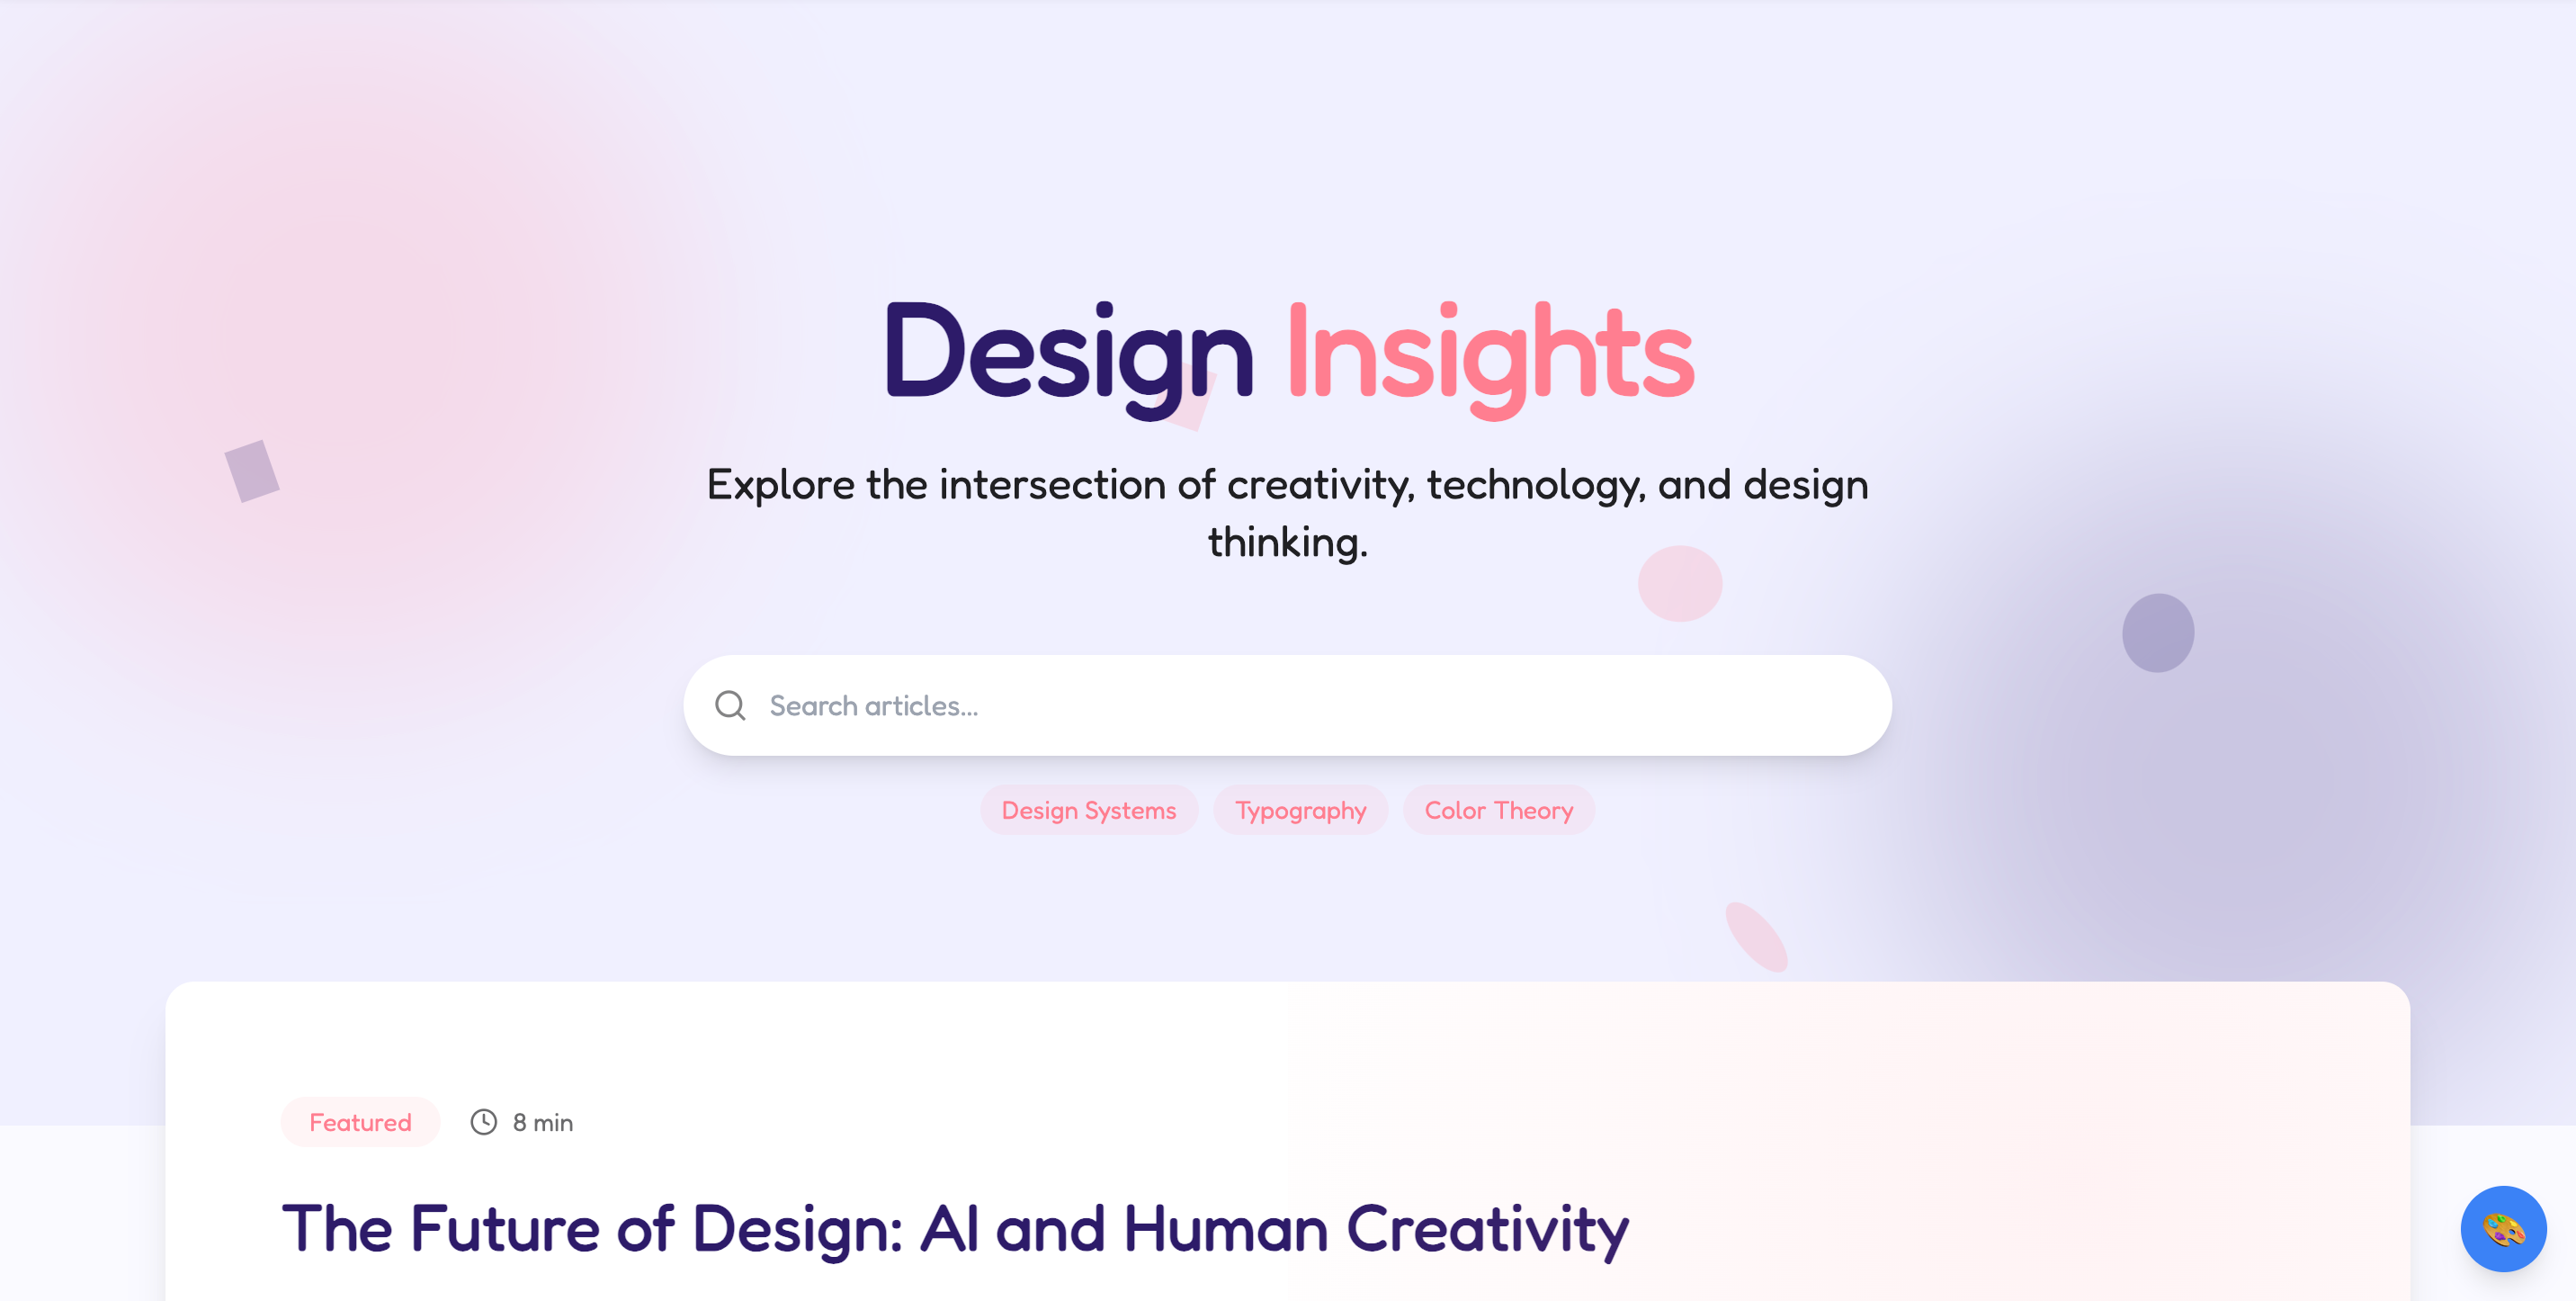 Design Insights
Explore the intersection of creativity, technology, and design
thinking.
Search articles...
Design Systems Typography Color Theory
Featured 8 min
The Future of Design: AI and Human Creativity